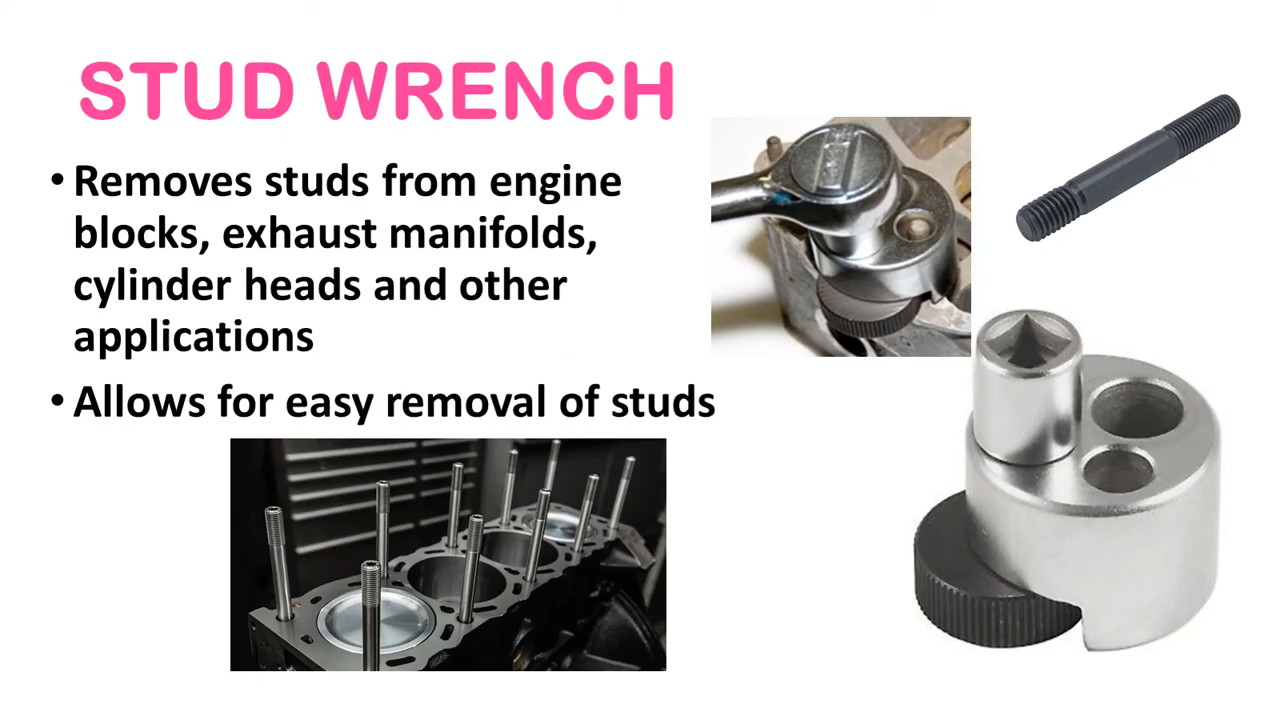 STUD WRENCH
• Removes studs from engine
blocks, exhaust manifolds,
cylinder heads and other
applications
• Allows for easy removal of studs